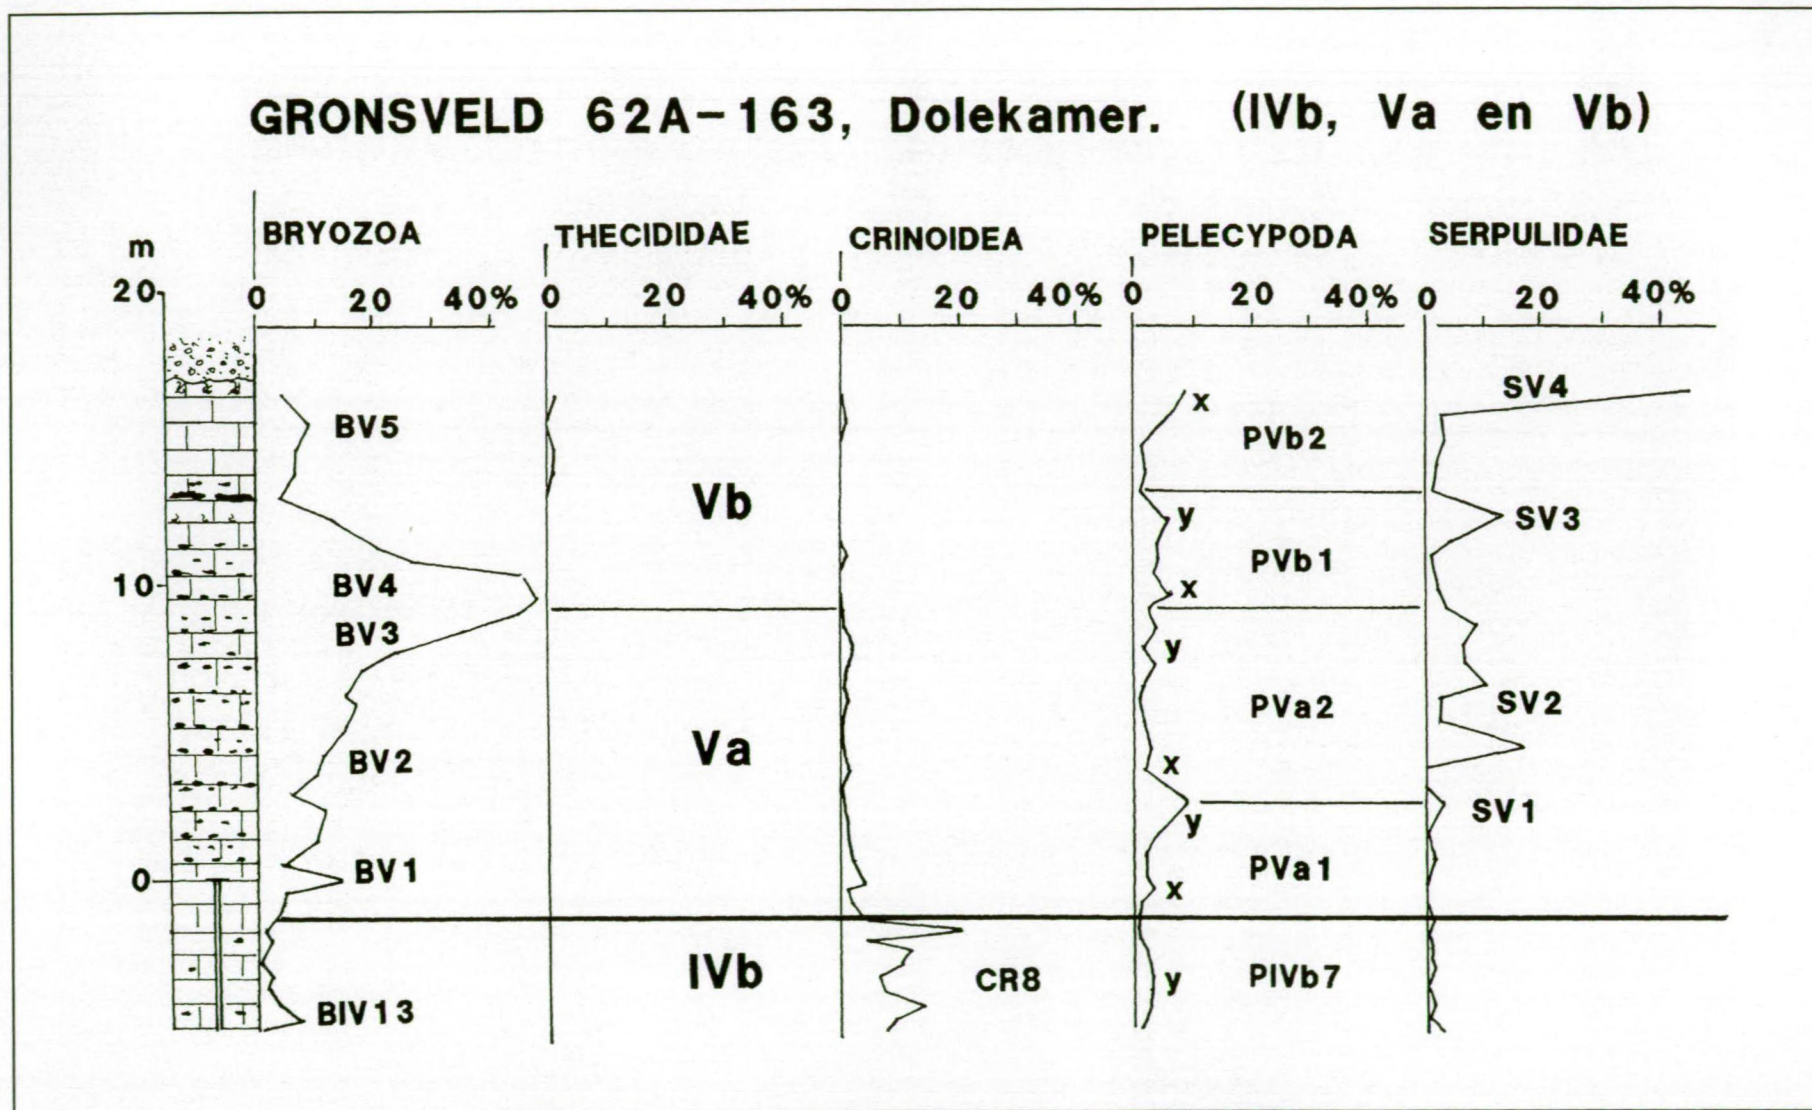 GRONSVELD 62A-163, Dolekamer. (IVb, Va en Vb)
BRYOZOA THECIDIDAE CRINOIDEA PELECYPODA SERPULIDAE
m
20 0 20 40% 0 20 40% 0 20 40% 0 20 40% 0 20 40%
SV4
x
BV5 PVb2
Vb
y SV3
PVb1
10 BV4 x
BV3 y
Va PVa2 SV2
BV2 x
y SV1
0 BV1 x PVa1
IVb CR8 y PIVb7
BIV13